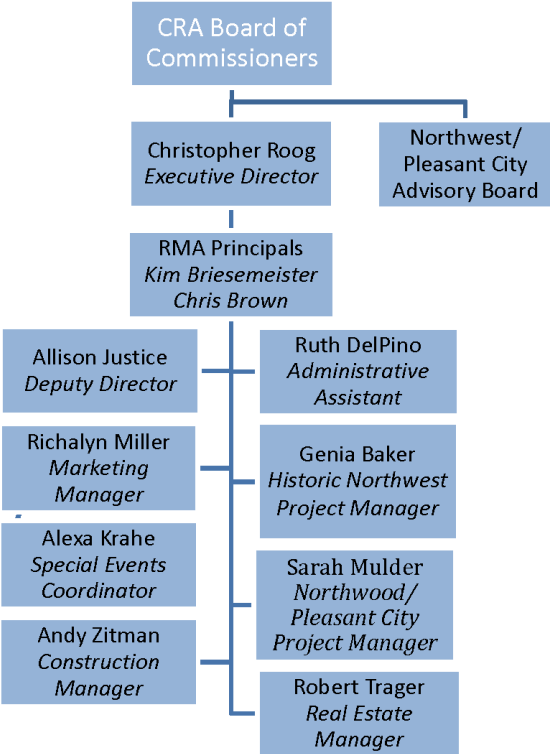 CRA Board of
Commissioners
Christopher Roog
Executive Director
Northwest/
Pleasant City
Advisory Board
RMA Principals
Kim Briesemeister
Chris Brown
Allison Justice
Deputy Director
Ruth DelPino
Administrative
Assistant
Richalyn Miller
Marketing
Manager
Genia Baker
Historic Northwest
Project Manager
Alexa Krahe
Special Events
Coordinator
Sarah Mulder
Northwood/
Pleasant City
Project Manager
Andy Zitman
Construction
Manager
Robert Trager
Real Estate
Manager